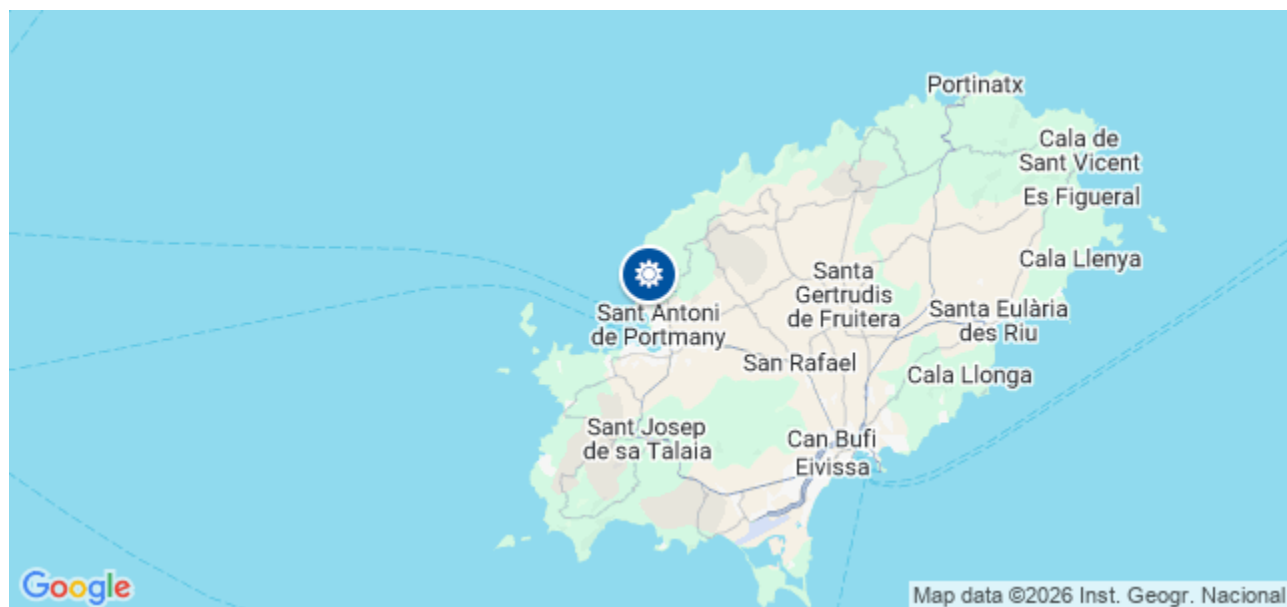 Portinatx
Cala de
Sant Vicent
Es Figueral
Cala Llenya
Santa
Gertrudis
de Fruitera
Santa Eulària
des Riu
Sant Antoni
de Portmany
San Rafael
Cala Llonga
Sant Josep
de sa Talaia
Can Bufi
Eivissa
Google
Map data ©2026 Inst. Geogr. Nacional